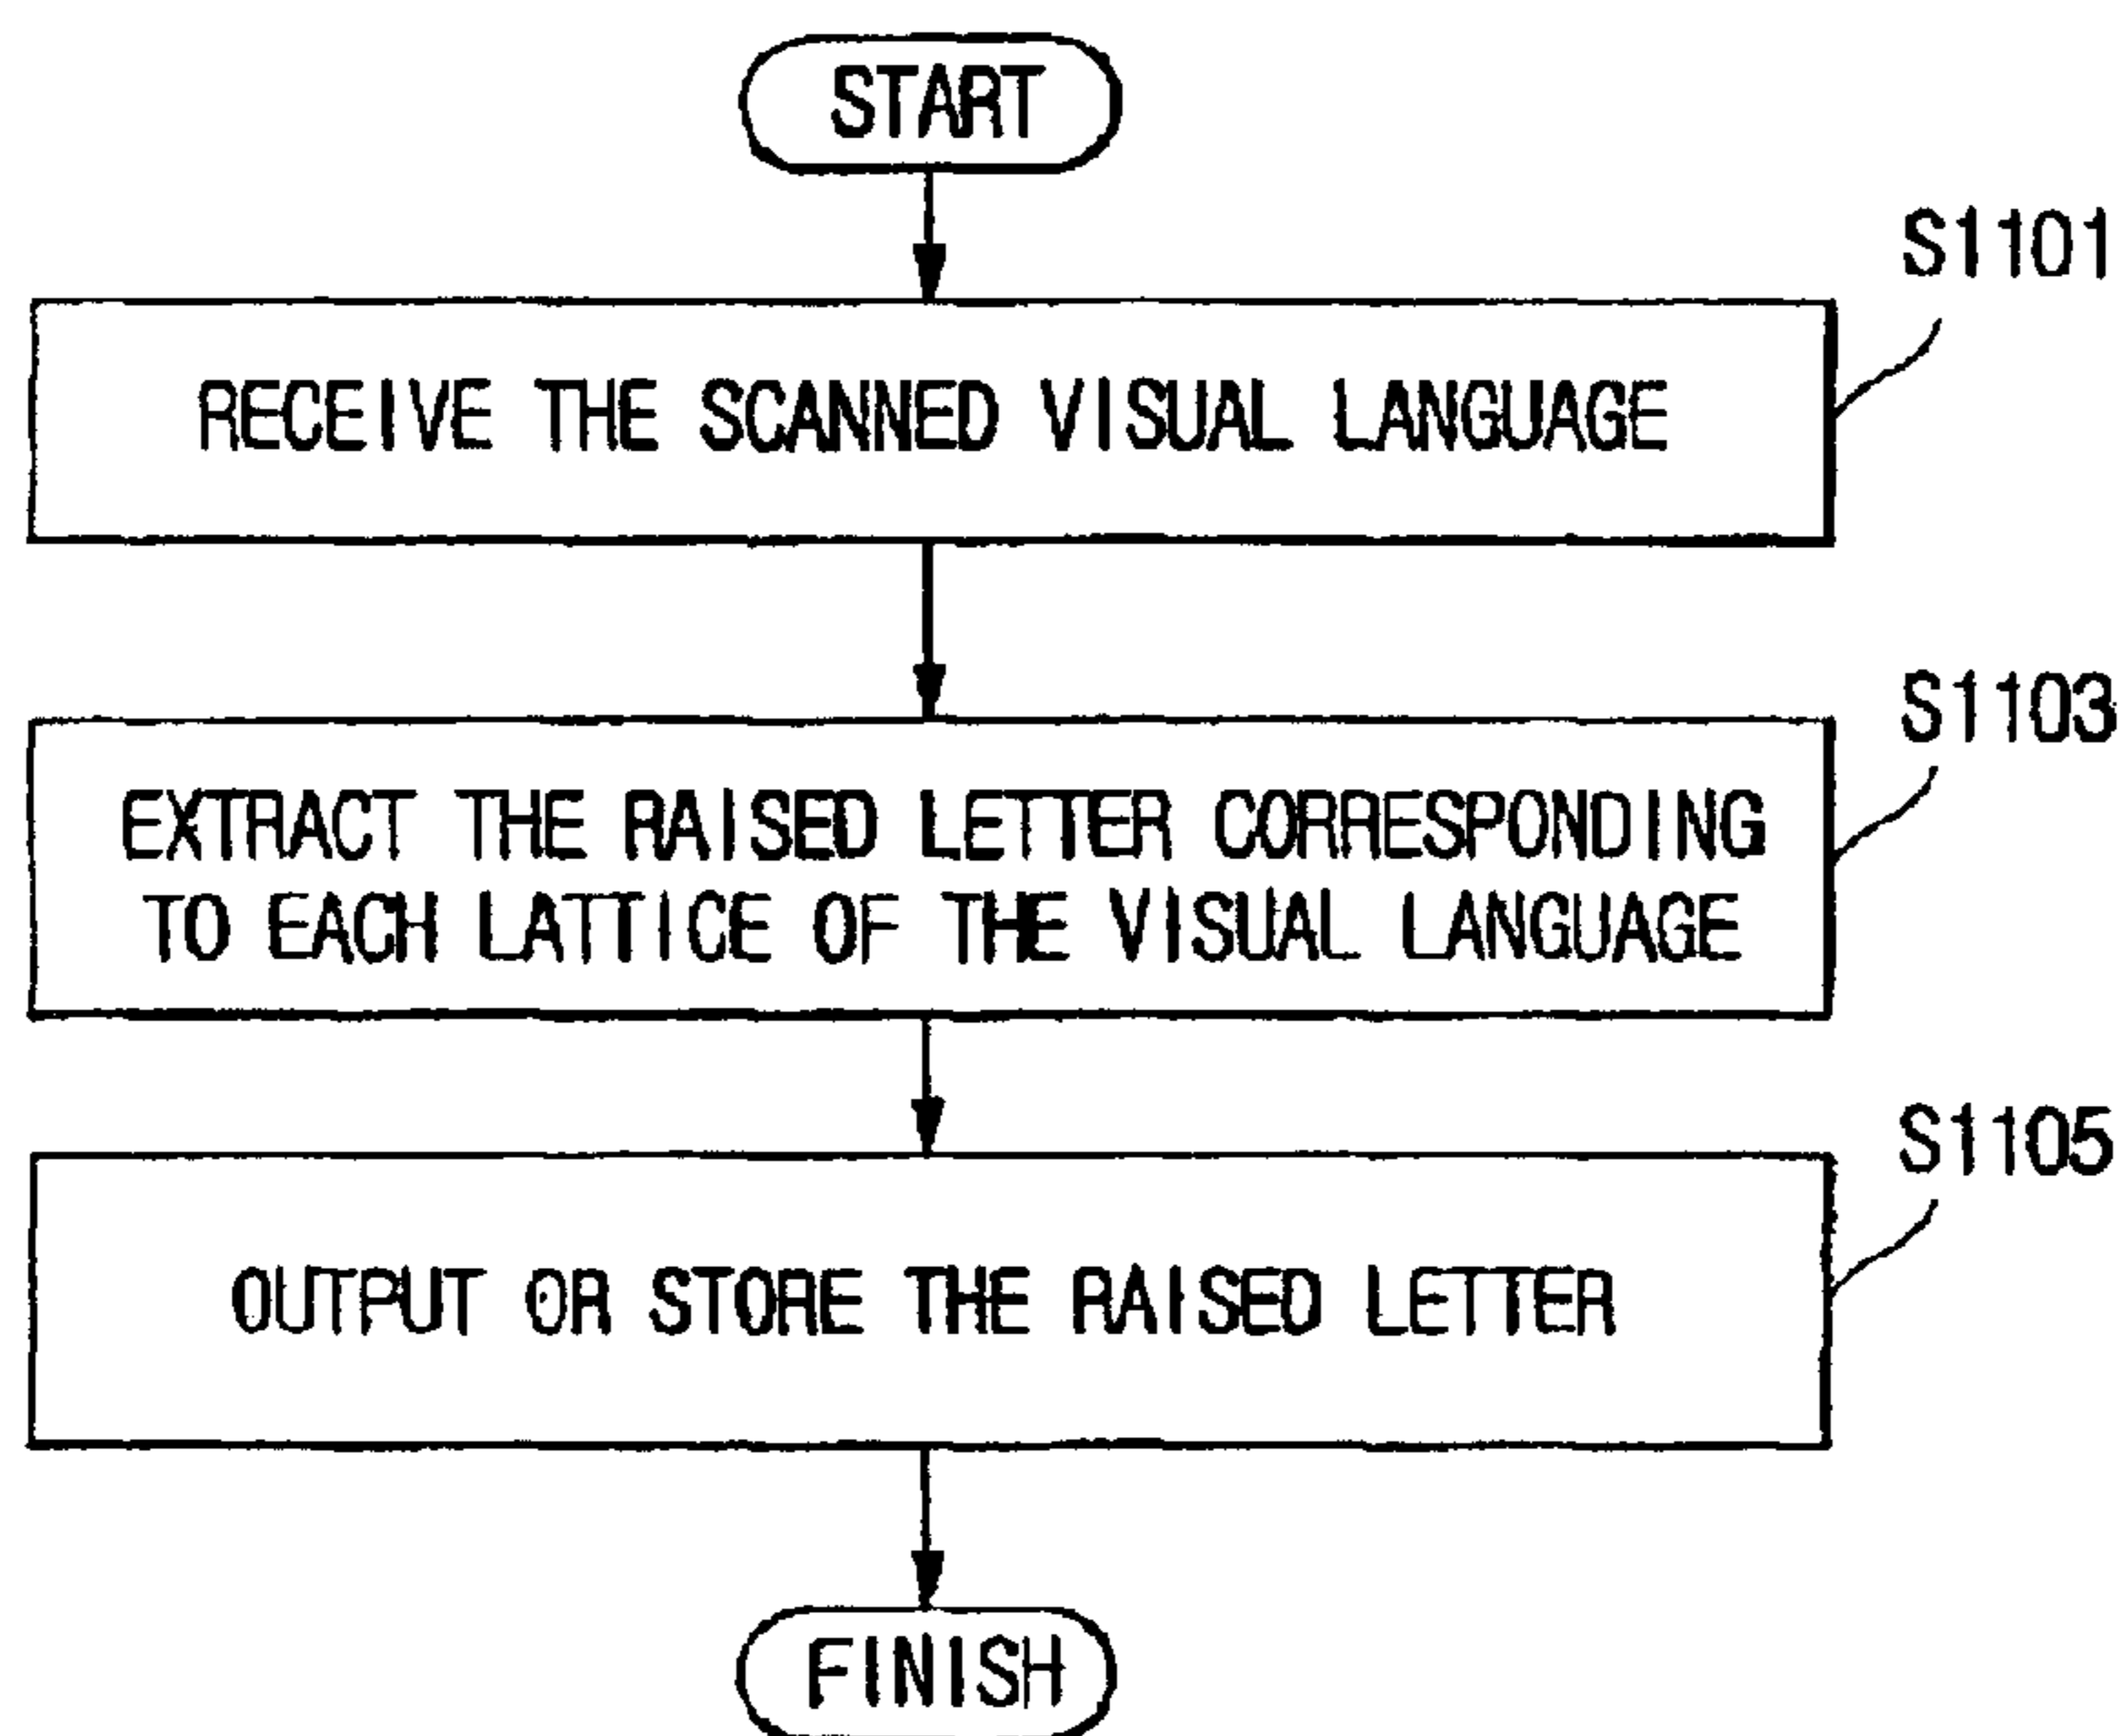 START
S1101
RECEIVE THE SCANNED VISUAL LANGUAGE
S1103
EXTRACT THE RAISED LETTER CORRESPONDING
TO EACH LATTICE OF THE VISUAL LANGUAGE
S1105
OUTPUT OR STORE THE RAISED LETTER
FINISH